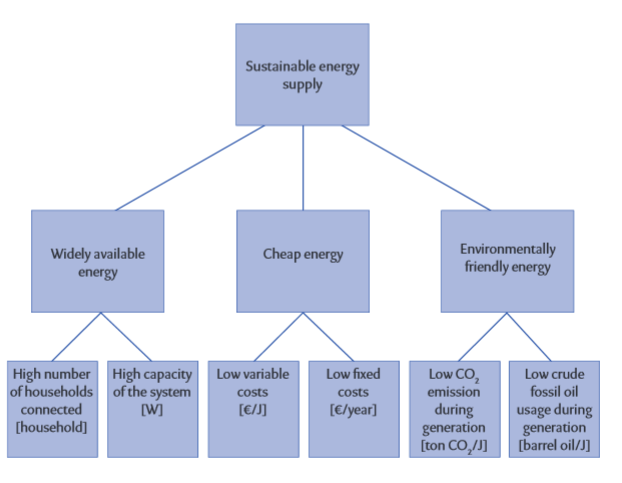 Sustainable energy
supply
Widely available
energy
Cheap energy
Environmentally
friendly energy
High number
of households
connected
[household]
High capacity
of the system
[W]
Low variable
costs
[€/J]
Low fixed
costs
[€/year]
Low CO₂
emission
during
generation
[ton CO₂/J]
Low crude
fossil oil
usage during
generation
[barrel oil/J]